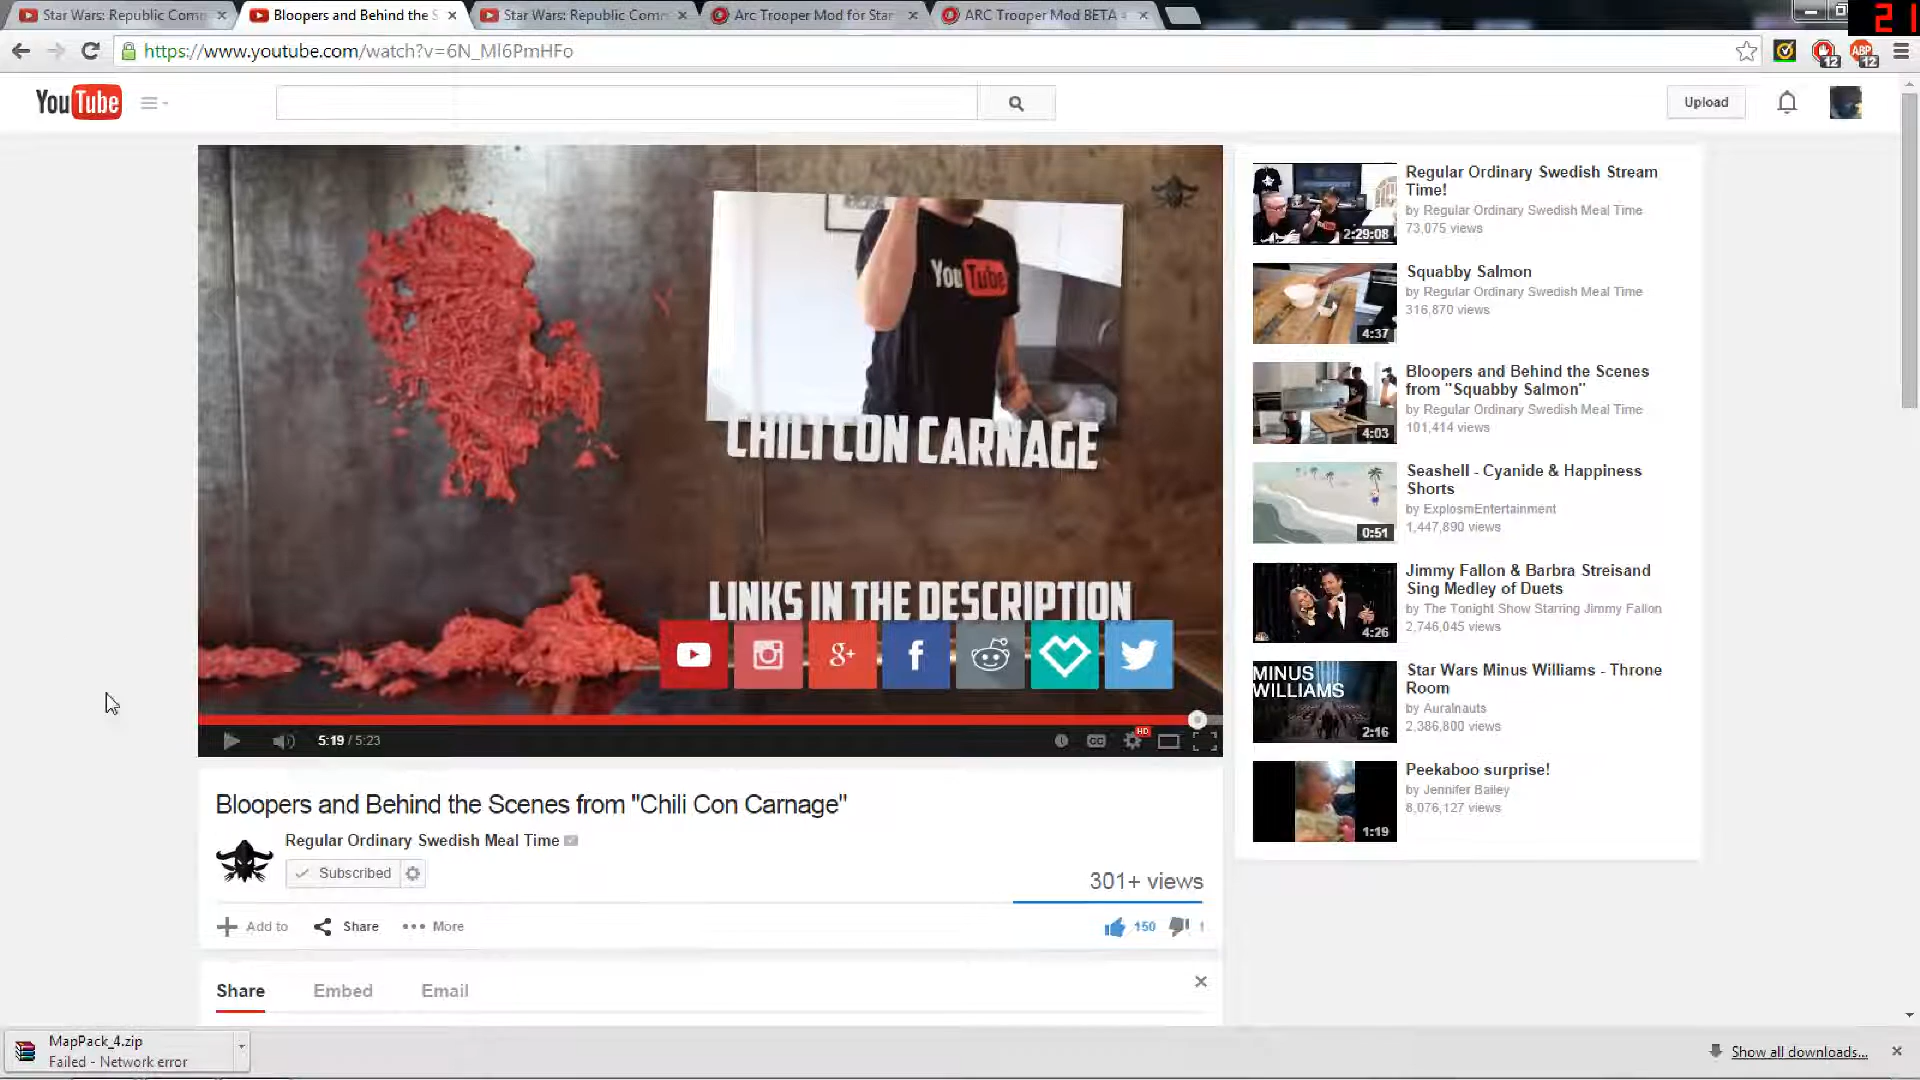 Star Wars: Republic Comm
Bloopers and Behind the S
Star Wars: Republic Comm
Arc Trooper Mod for Star
ARC Trooper Mod BETA
21
https://www.youtube.com/watch?v=6N_Ml6PmHFo
12
ABP
12
YouTube
Upload
YouTube
CHILI CON CARNAGE
LINKS IN THE DESCRIPTION
g+
f
5:19 / 5:23
CC
HD
Regular Ordinary Swedish Stream
Time!
by Regular Ordinary Swedish Meal Time
73,075 views
2:29:08
Squabby Salmon
by Regular Ordinary Swedish Meal Time
316,870 views
4:37
Bloopers and Behind the Scenes
from "Squabby Salmon"
by Regular Ordinary Swedish Meal Time
101,414 views
4:03
Seashell - Cyanide & Happiness
Shorts
by ExplosmEntertainment
1,447,890 views
0:51
Jimmy Fallon & Barbra Streisand
Sing Medley of Duets
by The Tonight Show Starring Jimmy Fallon
2,746,045 views
4:26
MINUS
WILLIAMS
Star Wars Minus Williams - Throne
Room
by Auralnauts
2,386,800 views
2:16
Peekaboo surprise!
by Jennifer Bailey
8,076,127 views
1:19
Bloopers and Behind the Scenes from "Chili Con Carnage"
Regular Ordinary Swedish Meal Time
Subscribed
301+ views
Add to
Share
More
150
1
Share
Embed
Email
MapPack_4.zip
Failed - Network error
Show all downloads...